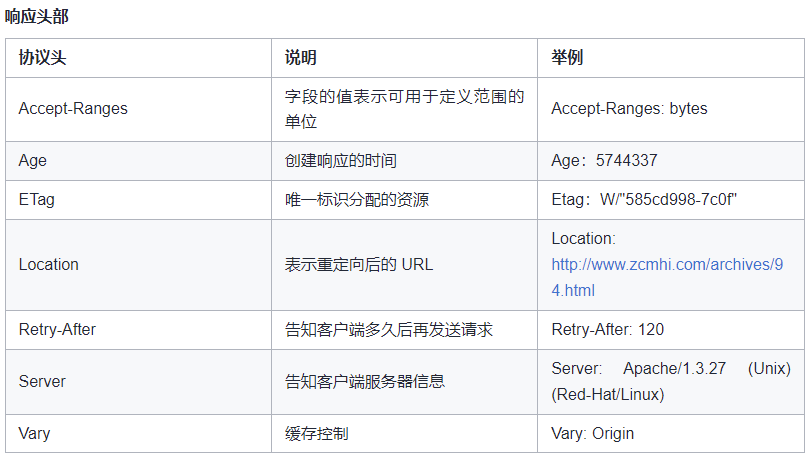 响应头部
协议头 说明 举例
Accept-Ranges 字段的值表示可用于定义范围的 Accept-Ranges: bytes
单位
Age 创建响应的时间 Age：5744337
ETag 唯一标识分配的资源 Etag：W/"585cd998-7c0f"
Location 表示重定向后的 URL Location:
http://www.zcmhi.com/archives/9
4.html
Retry-After 告知客户端多久后再发送请求 Retry-After: 120
Server 告知客户端服务器信息 Server: Apache/1.3.27 (Unix)
(Red-Hat/Linux)
Vary 缓存控制 Vary: Origin